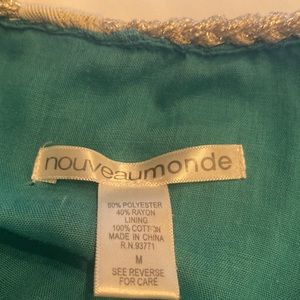 nouveaumonde
60% POLYESTER
40% RAYON
LINING
100% COTTON
MADE IN CHINA
R.N. 93771
M
SEE REVERSE
FOR CARE